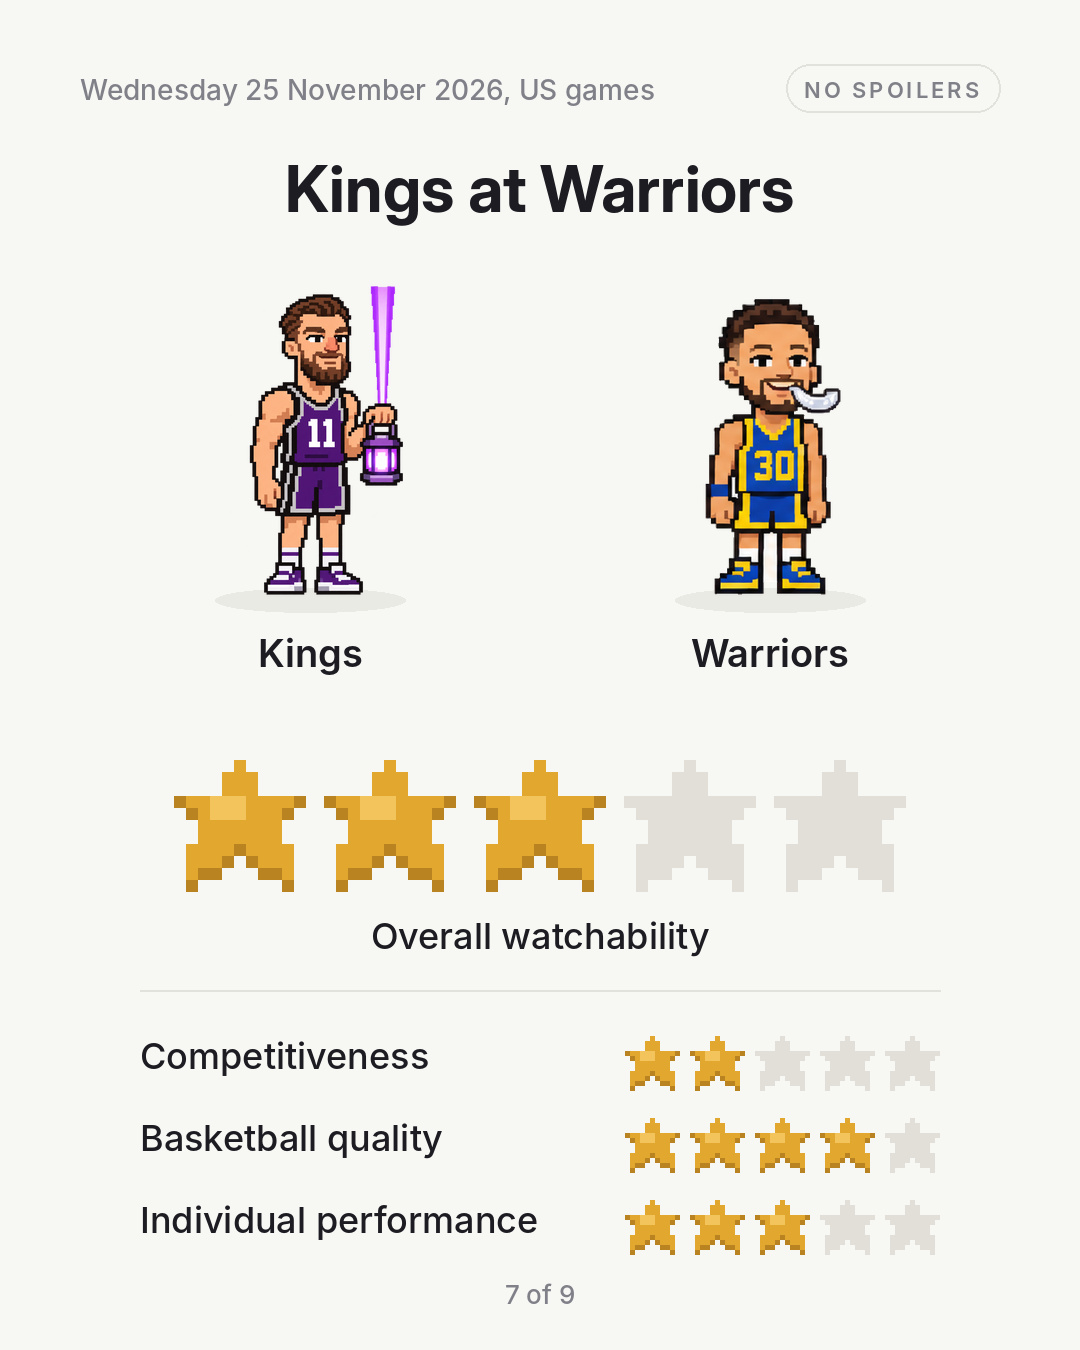 Wednesday 25 November 2026, US games
NO SPOILERS
Kings at Warriors
11
30
Kings
Warriors
Overall watchability
Competitiveness
Basketball quality
Individual performance
7 of 9